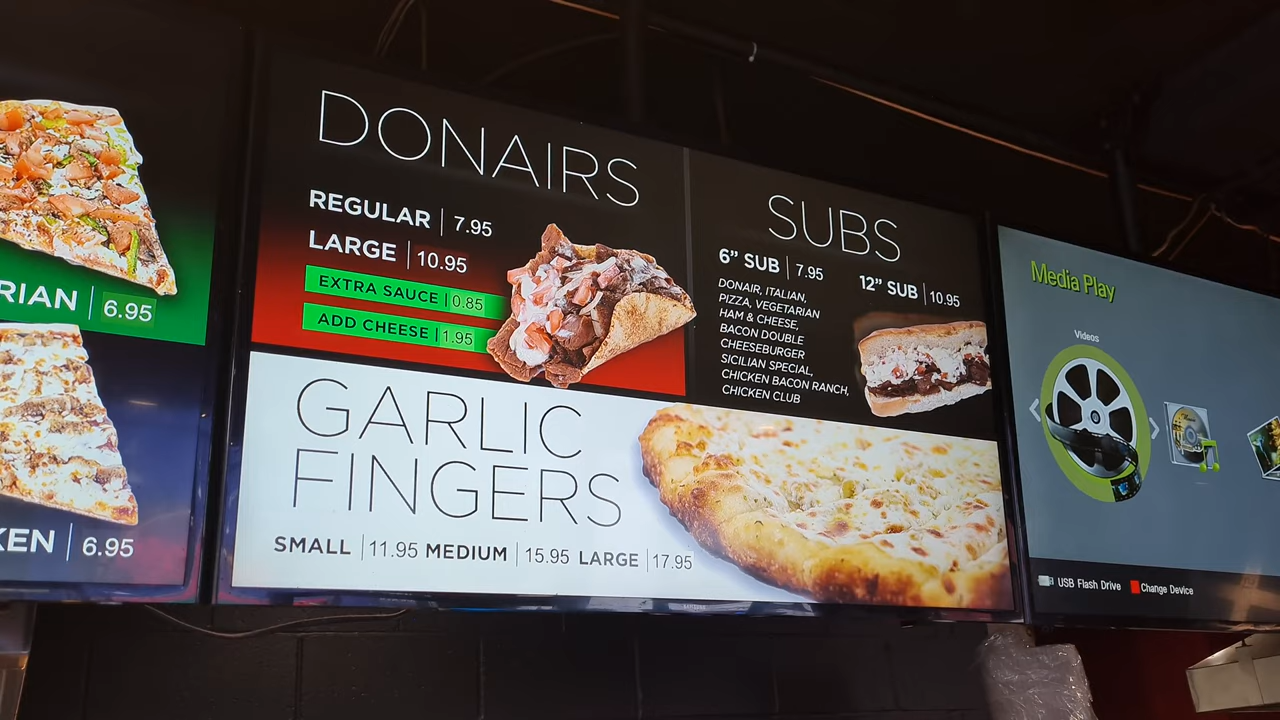 RIAN | 6.95
KEN | 6.95
DONAIRS
REGULAR | 7.95
LARGE | 10.95
EXTRA SAUCE | 0.85
ADD CHEESE | 1.95
SUBS
6” SUB | 7.95
12” SUB | 10.95
DONAIR, ITALIAN,
PIZZA, VEGETARIAN
HAM & CHEESE,
BACON DOUBLE
CHEESEBURGER
SICILIAN SPECIAL,
CHICKEN BACON RANCH,
CHICKEN CLUB
GARLIC
FINGERS
SMALL | 11.95 MEDIUM | 15.95 LARGE | 17.95
Media Play
Videos
USB Flash Drive Change Device